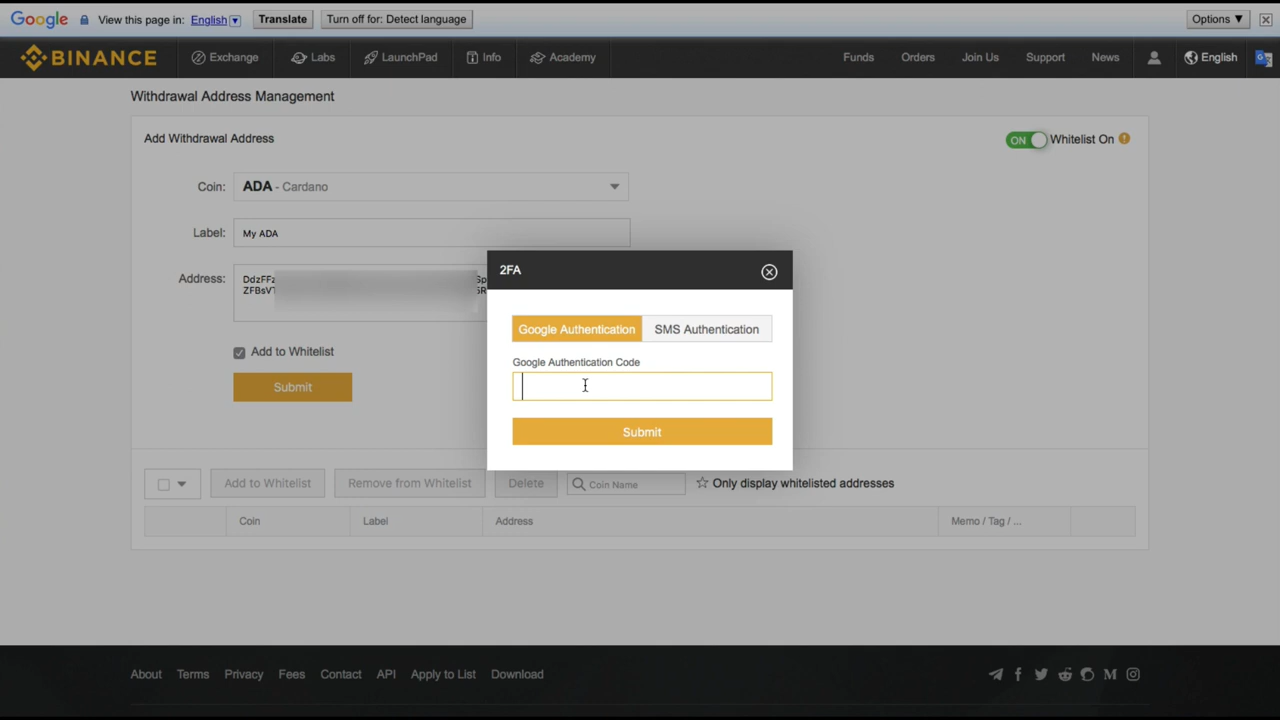 Google View this page in: English Translate Turn off for: Detect language Options ▼
BINANCE Exchange Labs LaunchPad Info Academy Funds Orders Join Us Support News English
Withdrawal Address Management
Add Withdrawal Address
ON Whitelist On
Coin: ADA - Cardano
Label: My ADA
Address: DdzFFz
ZFBsV
Add to Whitelist
Submit
2FA
Google Authentication SMS Authentication
Google Authentication Code
Submit
Add to Whitelist Remove from Whitelist Delete Coin Name Only display whitelisted addresses
Coin Label Address Memo / Tag / ...
About Terms Privacy Fees Contact API Apply to List Download